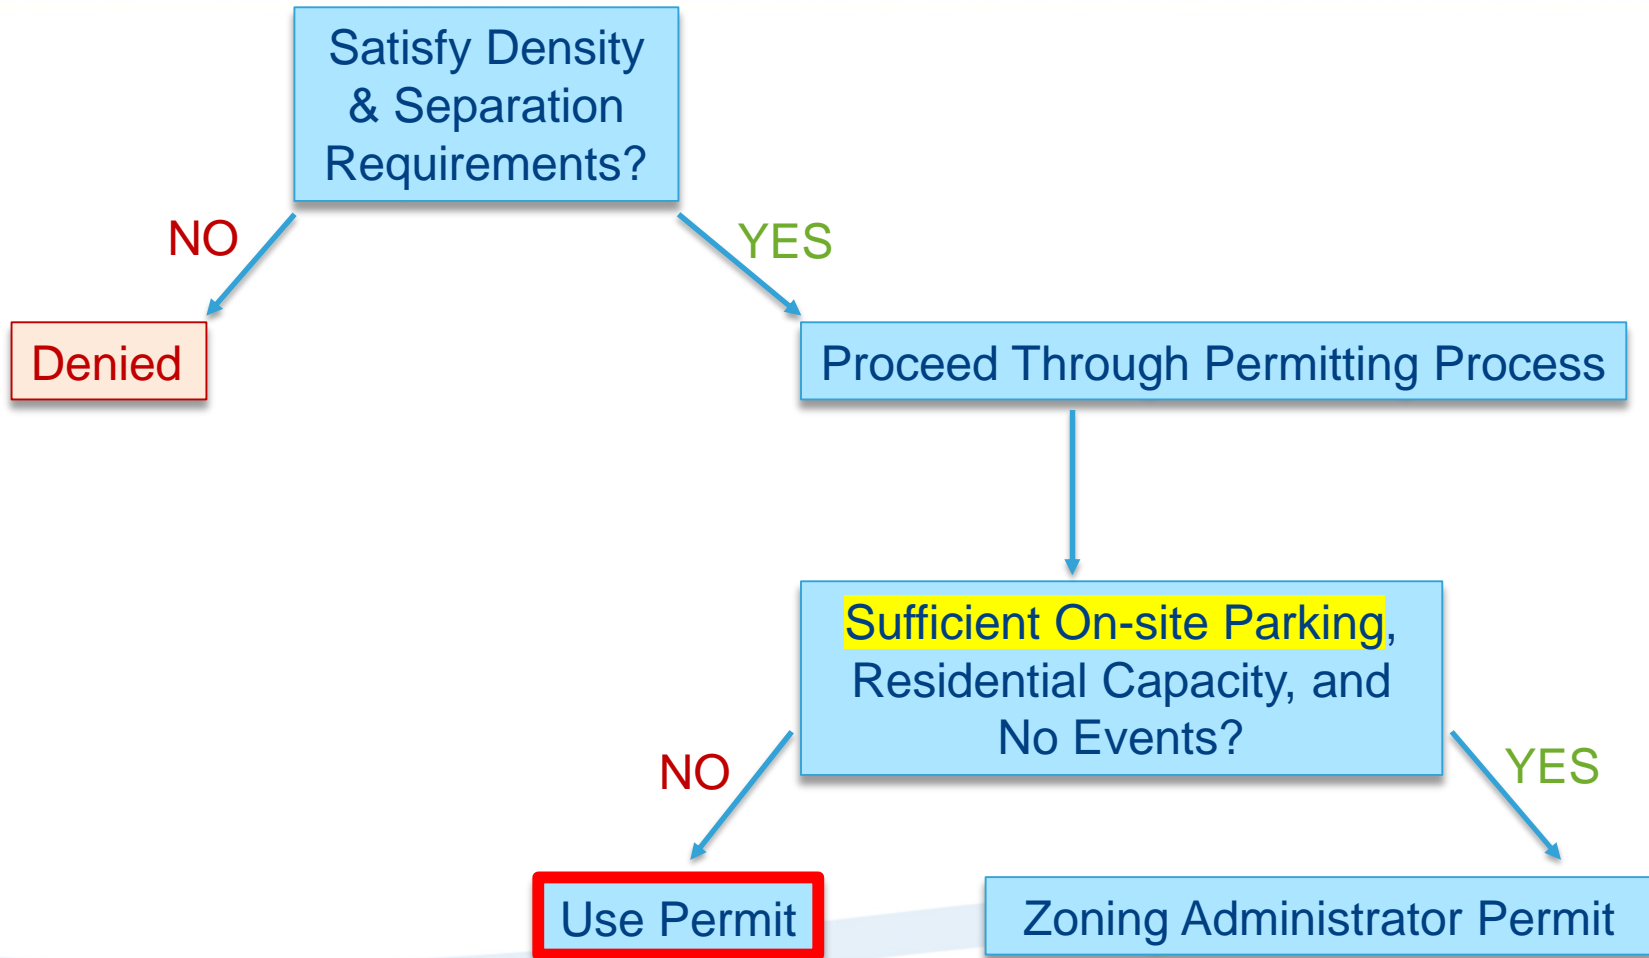 Satisfy Density
& Separation
Requirements?
NO
YES
Denied
Proceed Through Permitting Process
Sufficient On-site Parking,
Residential Capacity, and
No Events?
NO
YES
Use Permit
Zoning Administrator Permit